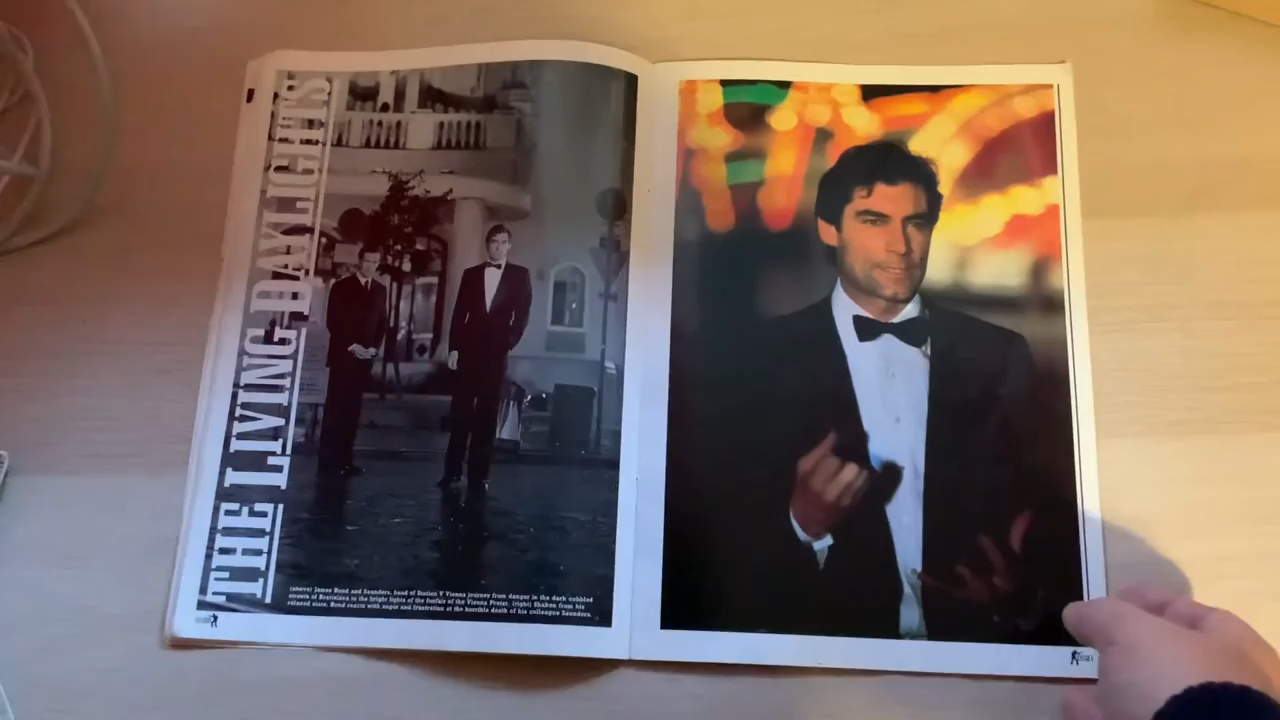 THE LIVING DAYLIGHTS
(above) James Bond and Saunders, head of Station V Vienna journey from danger in the dark cobbled
streets of Bratislava to the bright lights of the funfair of the Vienna Prater. (right) Shaken from his
relaxed state, Bond reacts with anger and frustration at the horrible death of his colleague Saunders.